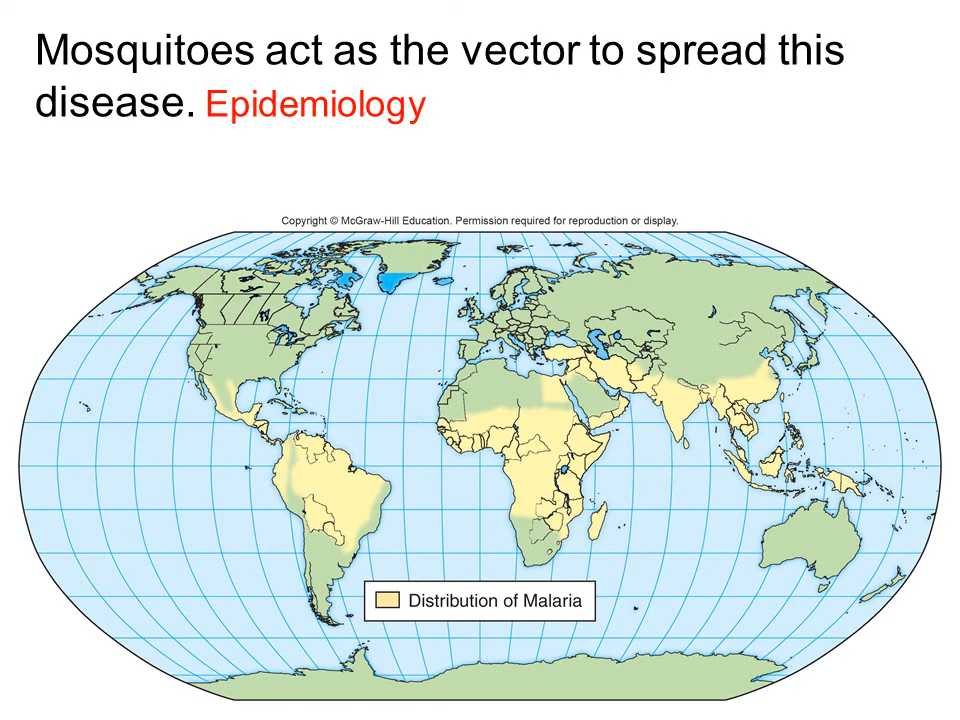 Mosquitoes act as the vector to spread this
disease. Epidemiology
Copyright © McGraw-Hill Education. Permission required for reproduction or display.
Distribution of Malaria